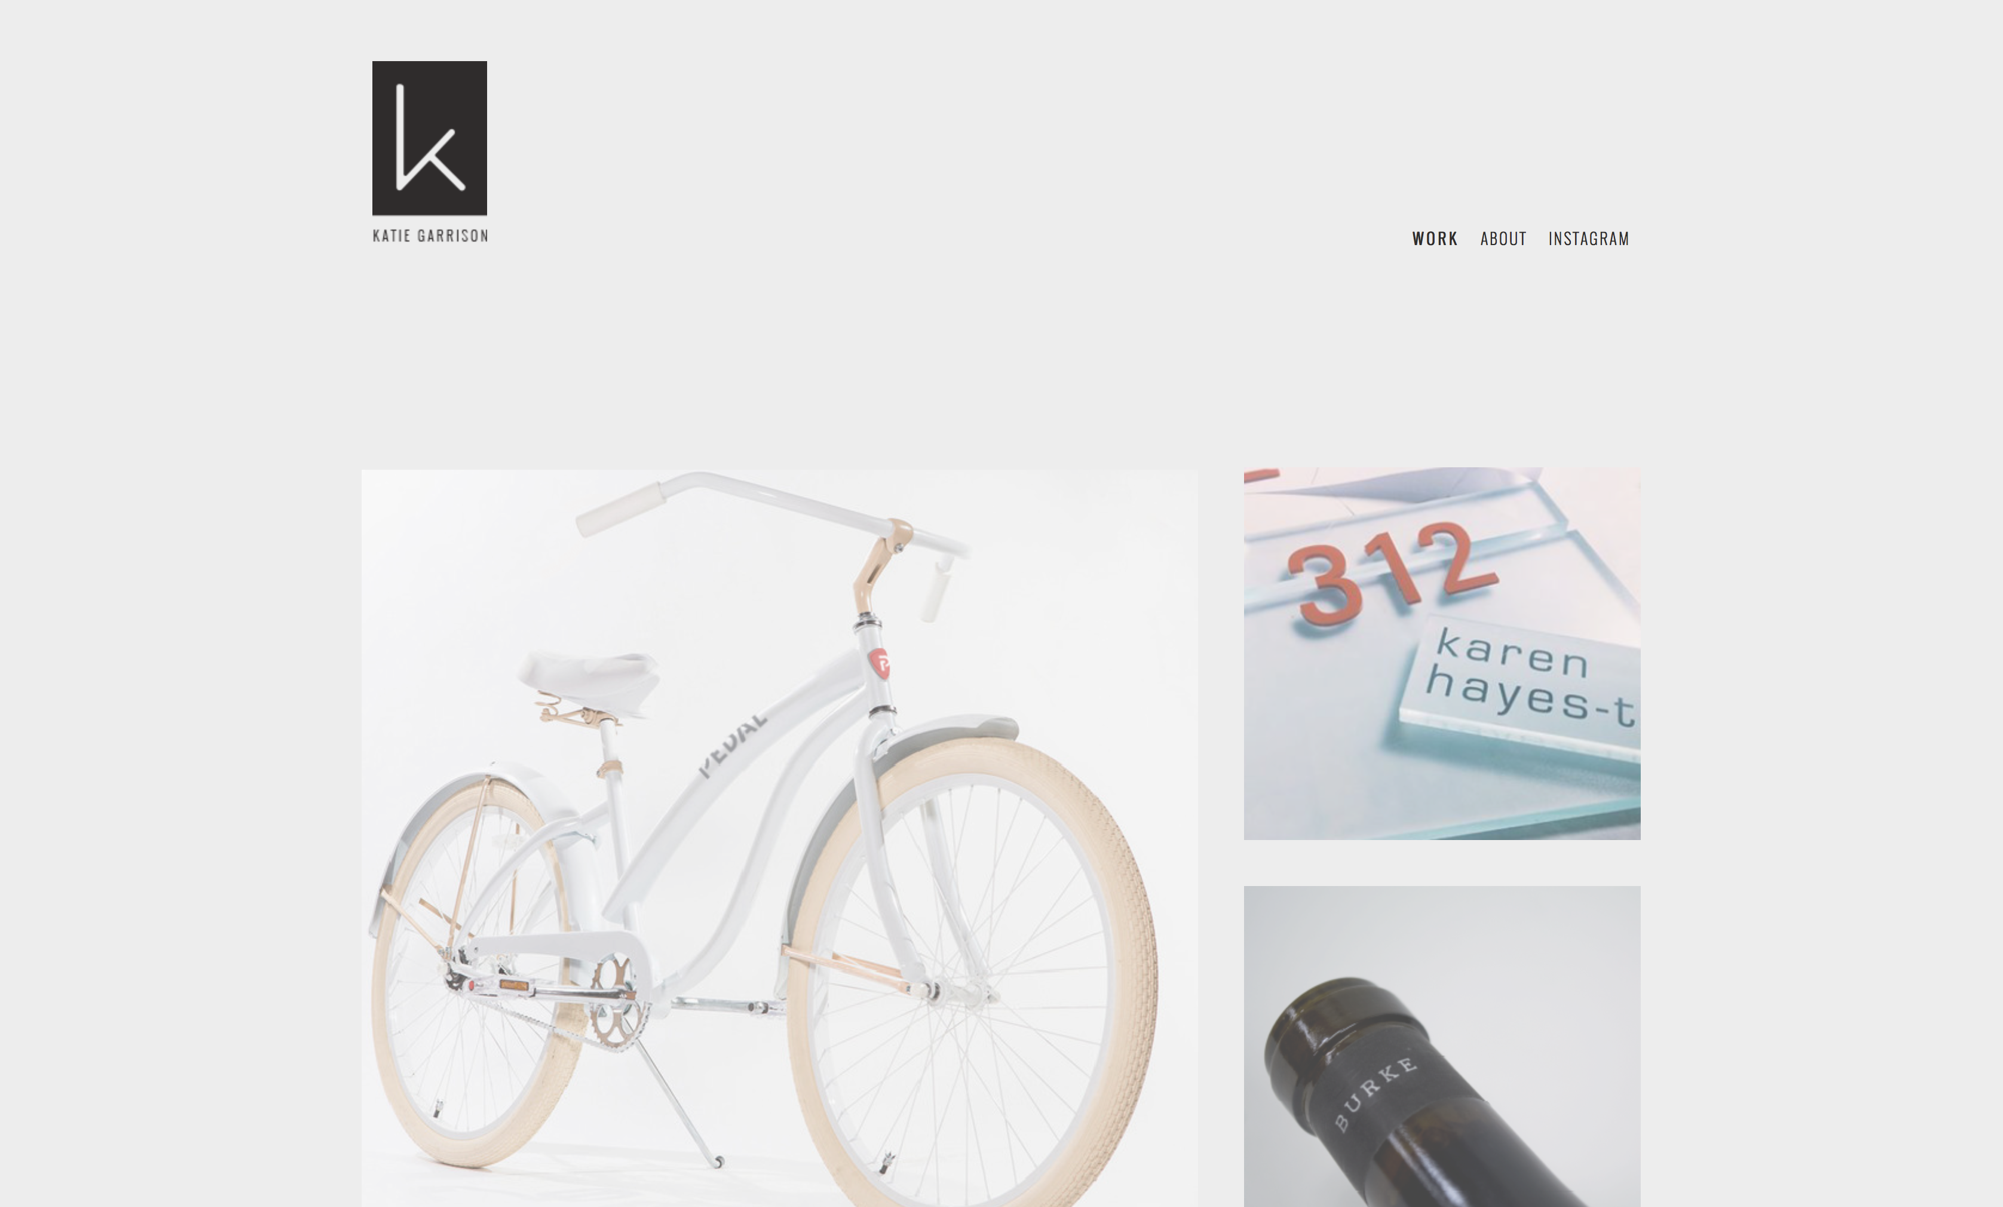 k
KATIE GARRISON
WORK ABOUT INSTAGRAM
PEDAL
P
312
karen
hayes-t
BURKE